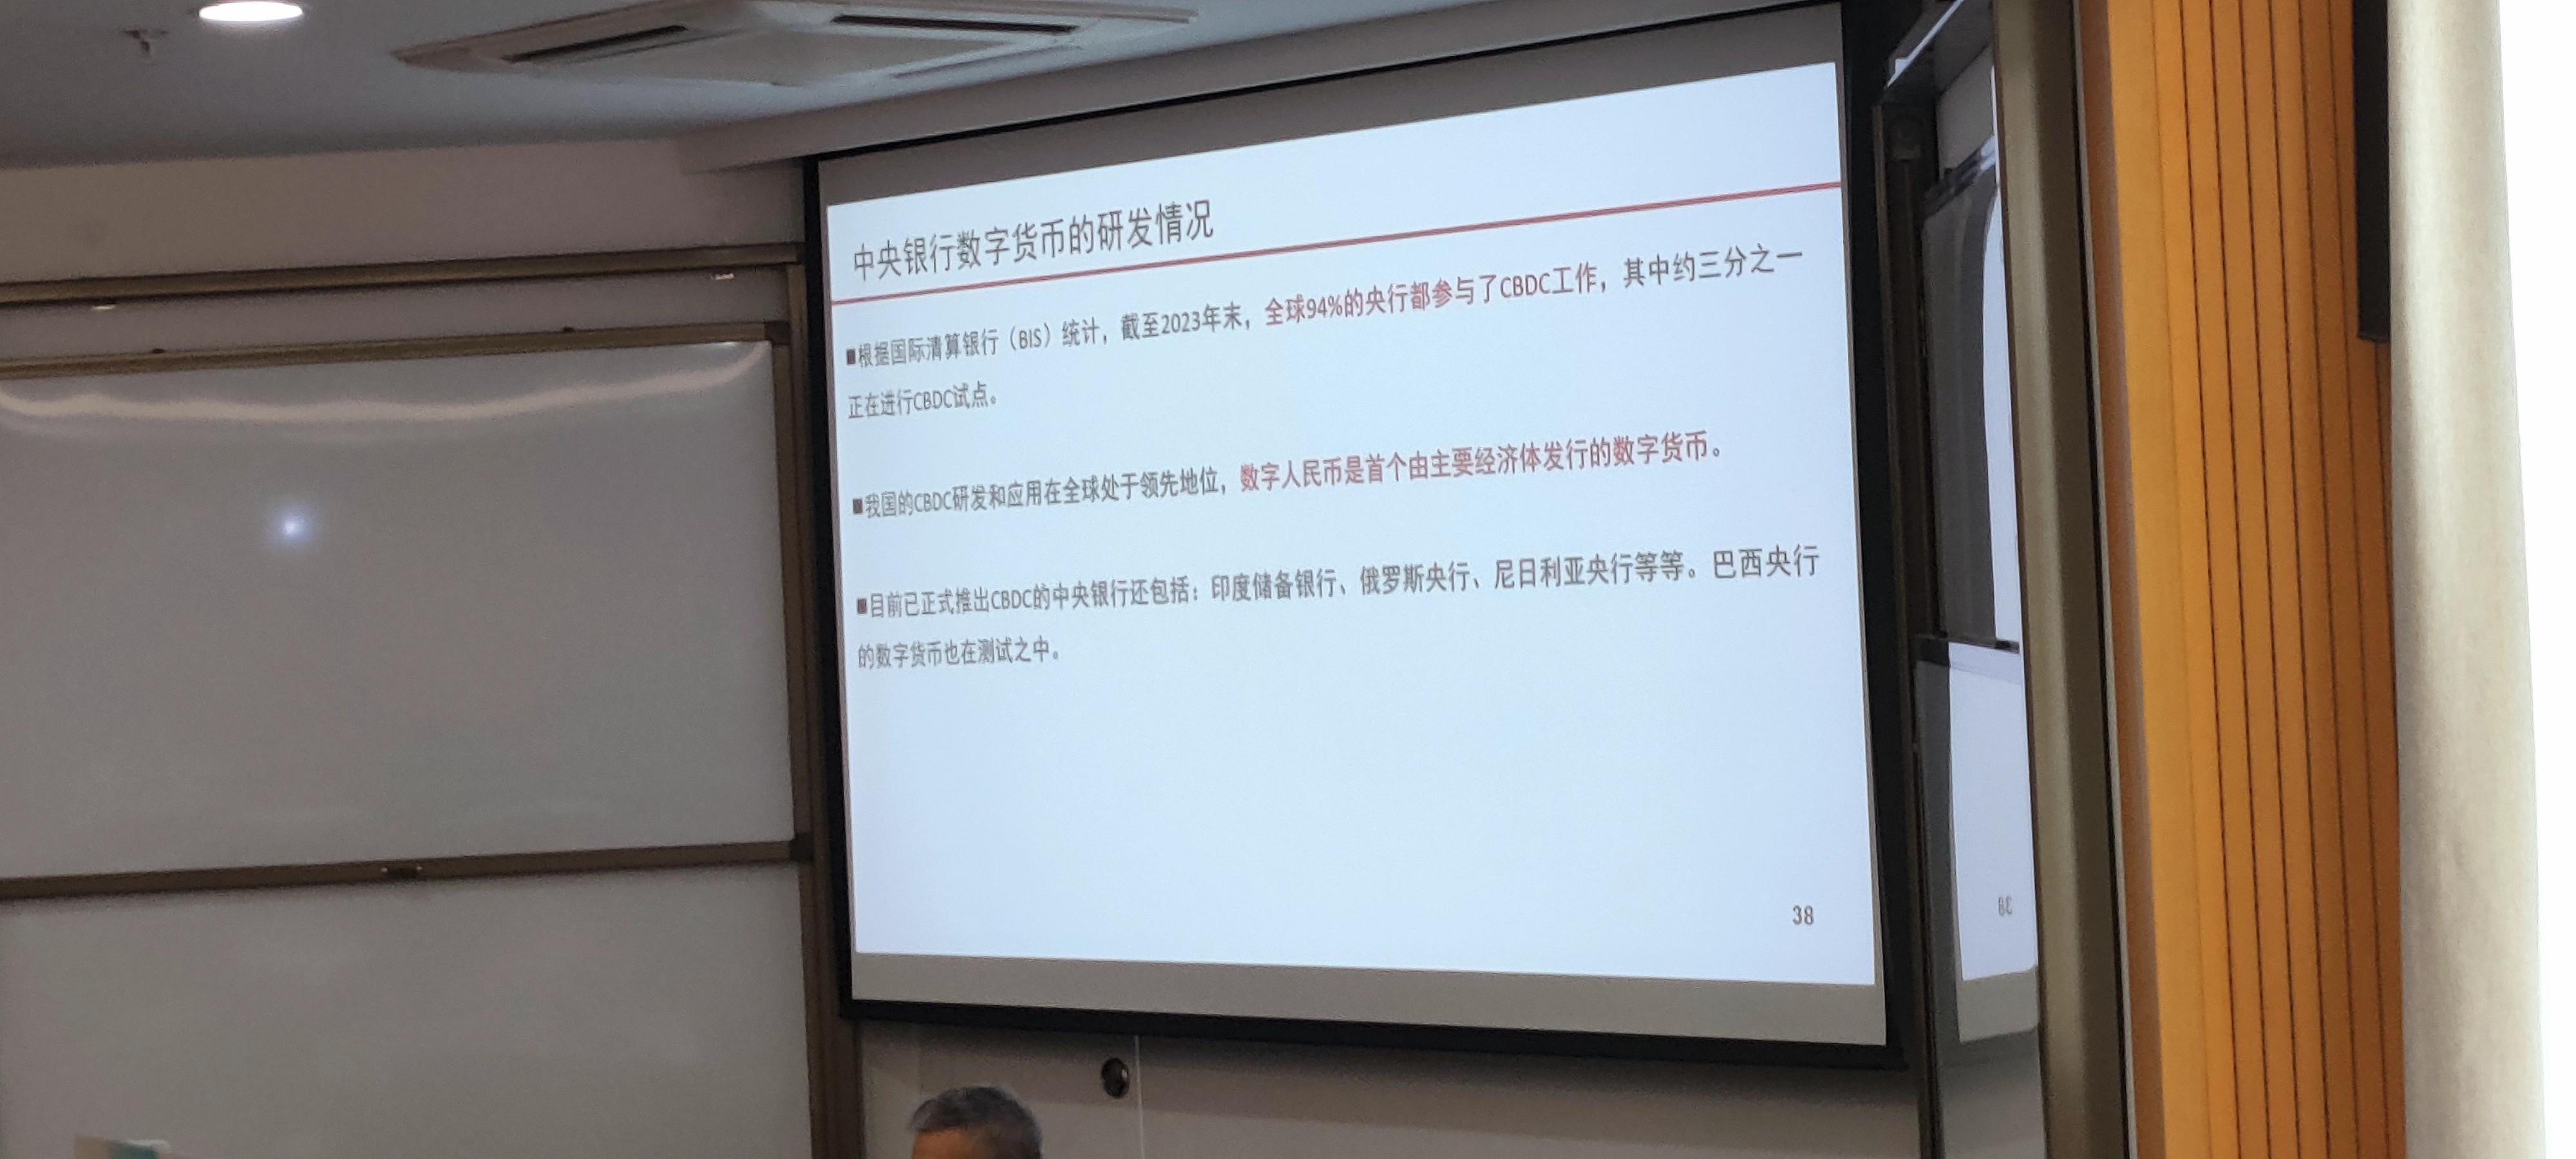 中央银行数字货币的研发情况
■根据国际清算银行（BIS）统计，截至2023年末，全球94%的央行都参与了CBDC工作，其中约三分之一
正在进行CBDC试点。
■我国的CBDC研发和应用在全球处于领先地位，数字人民币是首个由主要经济体发行的数字货币。
■目前已正式推出CBDC的中央银行还包括：印度储备银行、俄罗斯央行、尼日利亚央行等等。巴西央行
的数字货币也在测试之中。
38